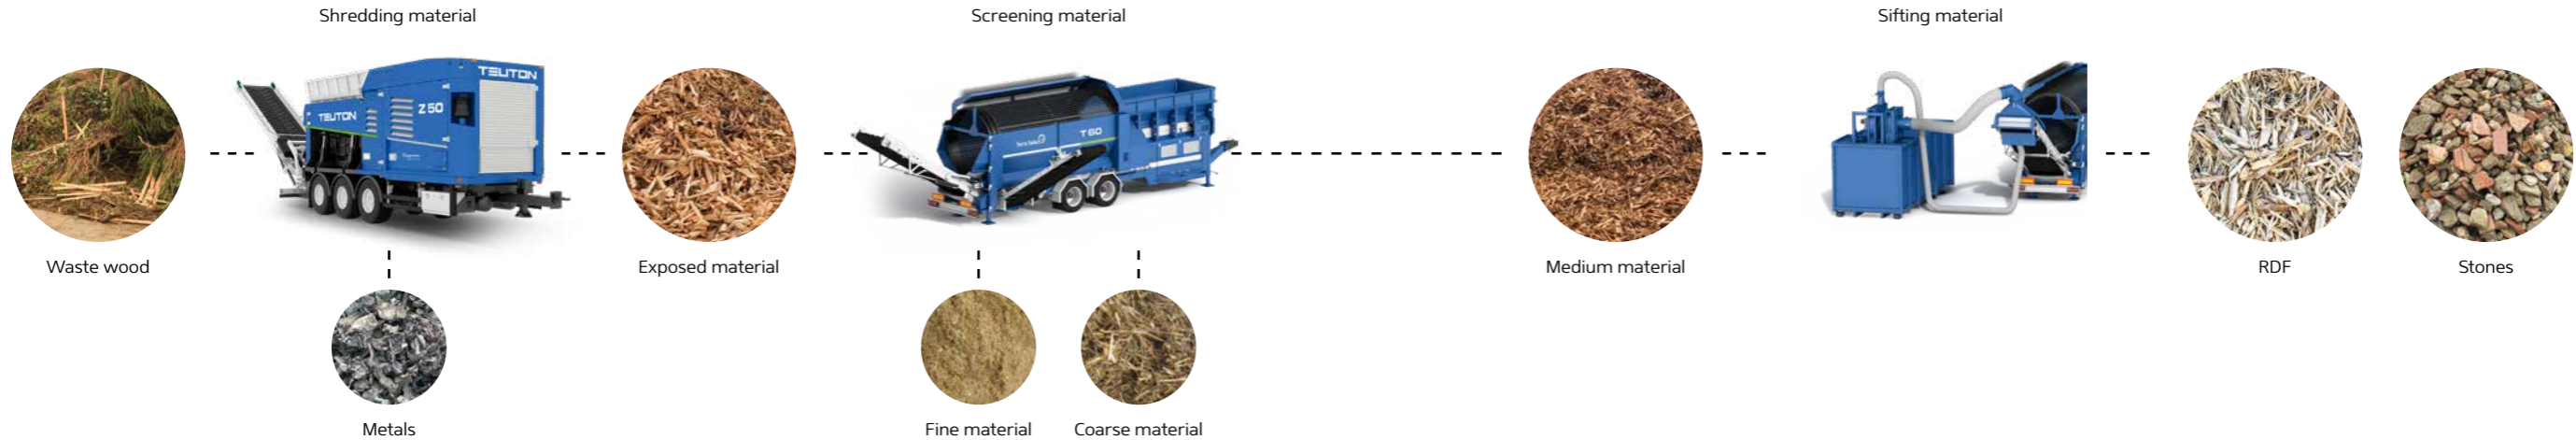 Shredding material
Screening material
Sifting material
TEUTON
TEUTON
Z 50
T 60
Waste wood
Exposed material
Medium material
RDF
Stones
Metals
Fine material
Coarse material